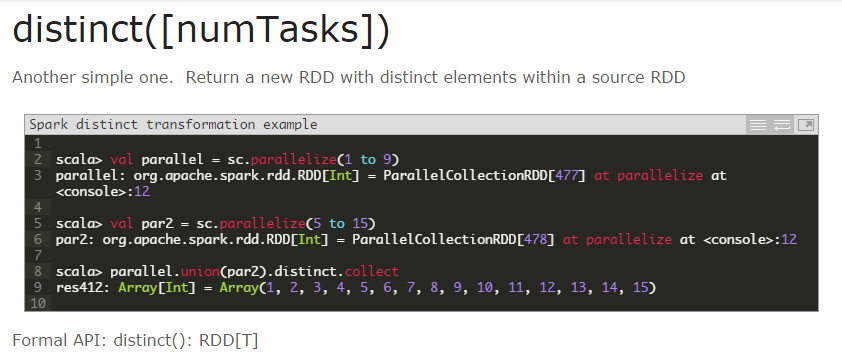 distinct([numTasks])
Another simple one.  Return a new RDD with distinct elements within a source RDD
Spark distinct transformation example
1
2 scala> val parallel = sc.parallelize(1 to 9)
3 parallel: org.apache.spark.rdd.RDD[Int] = ParallelCollectionRDD[477] at parallelize at
<console>:12
4
5 scala> val par2 = sc.parallelize(5 to 15)
6 par2: org.apache.spark.rdd.RDD[Int] = ParallelCollectionRDD[478] at parallelize at <console>:12
7
8 scala> parallel.union(par2).distinct.collect
9 res412: Array[Int] = Array(1, 2, 3, 4, 5, 6, 7, 8, 9, 10, 11, 12, 13, 14, 15)
10
Formal API: distinct(): RDD[T]